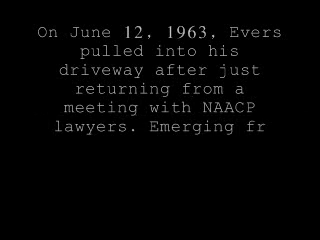 On June 12, 1963, Evers
pulled into his
driveway after just
returning from a
meeting with NAACP
lawyers. Emerging fr